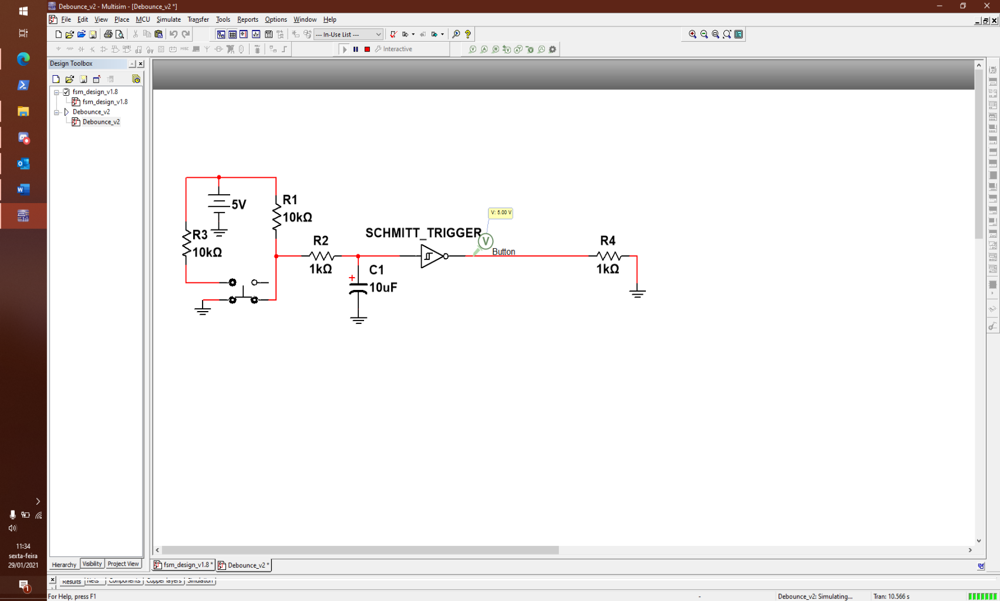 Debounce_v2 - Multisim - [Debounce_v2 *]
File Edit View Place MCU Simulate Transfer Tools Reports Options Window Help
--- In-Use List ---
Interactive
Design Toolbox
fsm_design_v1.8
fsm_design_v1.8
Debounce_v2
Debounce_v2
5V
R1
10kΩ
R3
10kΩ
R2
1kΩ
C1
10uF
SCHMITT_TRIGGER
V: 5.00 V
V
Button
R4
1kΩ
11:34
sexta-feira
29/01/2021
Hierarchy Visibility Project View
fsm_design_v1.8 * Debounce_v2 *
Results Nets Components Copper layers Simulation
For Help, press F1
-
Debounce_v2: Simulating...
Tran: 10.566 s